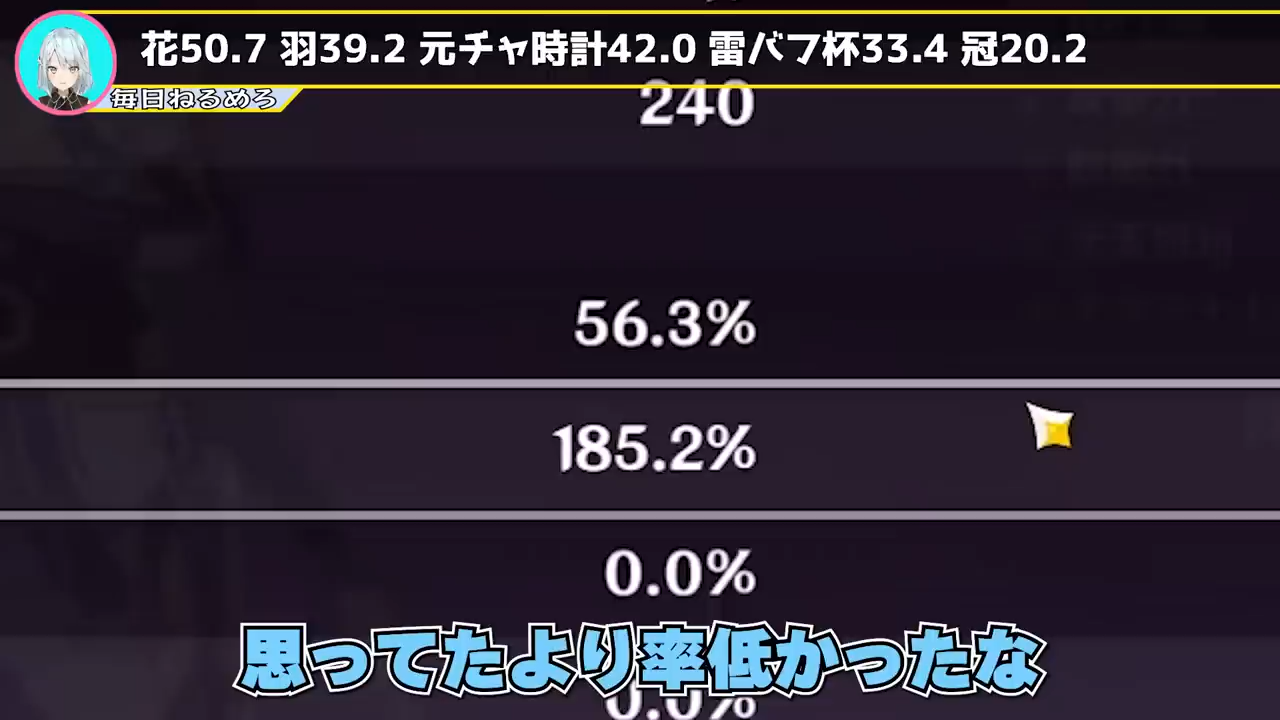 花50.7 羽39.2 元チャ時計42.0 雷バフ杯33.4 冠20.2
毎日ねるめろ
240
56.3%
185.2%
0.0%
思ってたより率低かったな
0.0%